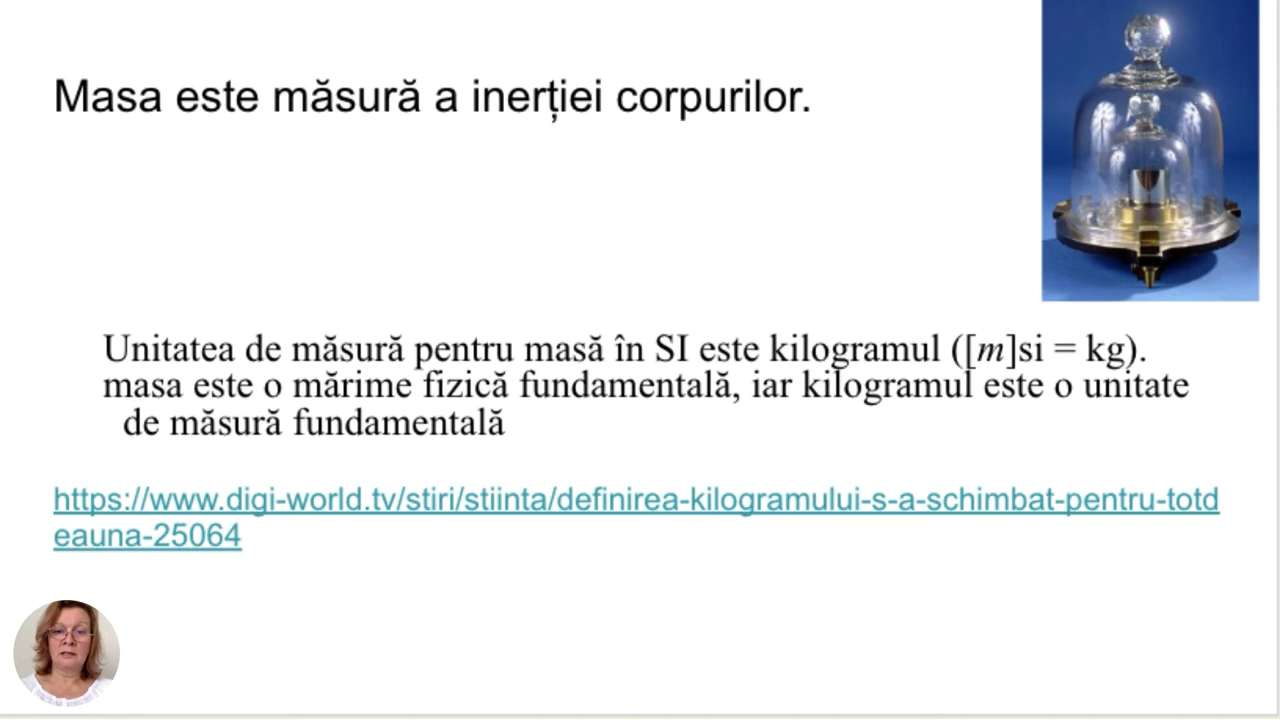 Masa este măsură a inerției corpurilor.
Unitatea de măsură pentru masă în SI este kilogramul ([m]si = kg).
masa este o mărime fizică fundamentală, iar kilogramul este o unitate
de măsură fundamentală
https://www.digi-world.tv/stiri/stiinta/definirea-kilogramului-s-a-schimbat-pentru-totd
eauna-25064